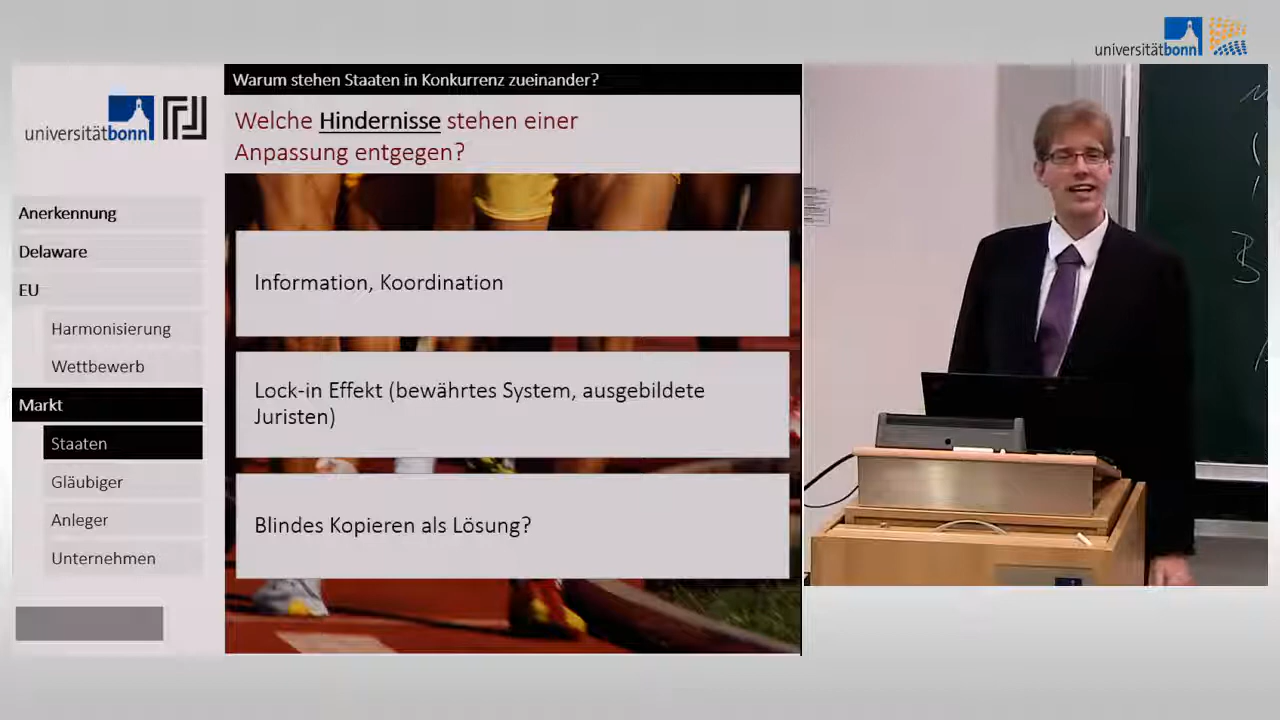 universitätbonn
universitätbonn
Anerkennung
Delaware
EU
Harmonisierung
Wettbewerb
Markt
Staaten
Gläubiger
Anleger
Unternehmen
Warum stehen Staaten in Konkurrenz zueinander?
Welche Hindernisse stehen einer
Anpassung entgegen?
Information, Koordination
Lock-in Effekt (bewährtes System, ausgebildete
Juristen)
Blindes Kopieren als Lösung?